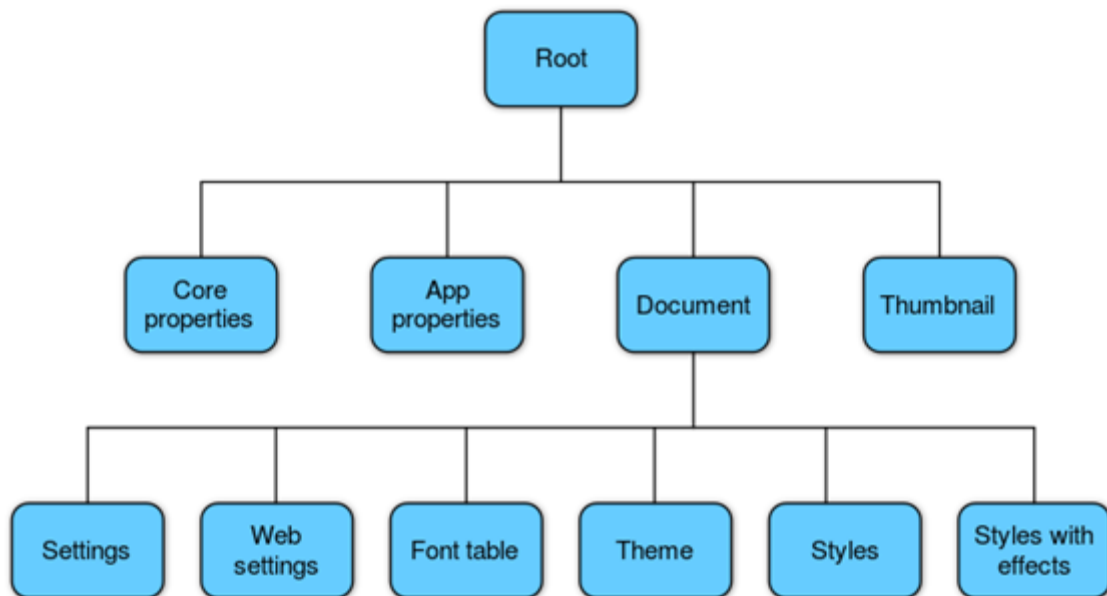 Root
Core
properties
App
properties
Document
Thumbnail
Settings
Web
settings
Font table
Theme
Styles
Styles with
effects